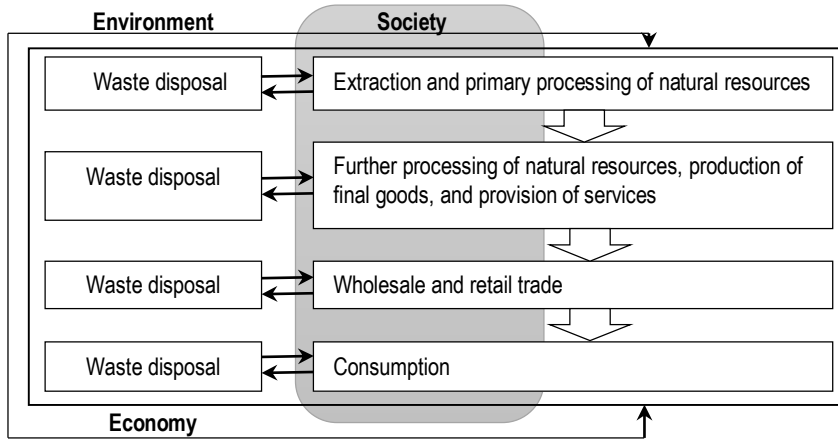 Environment
Society
Waste disposal
Extraction and primary processing of natural resources
Waste disposal
Further processing of natural resources, production of
final goods, and provision of services
Waste disposal
Wholesale and retail trade
Waste disposal
Consumption
Economy